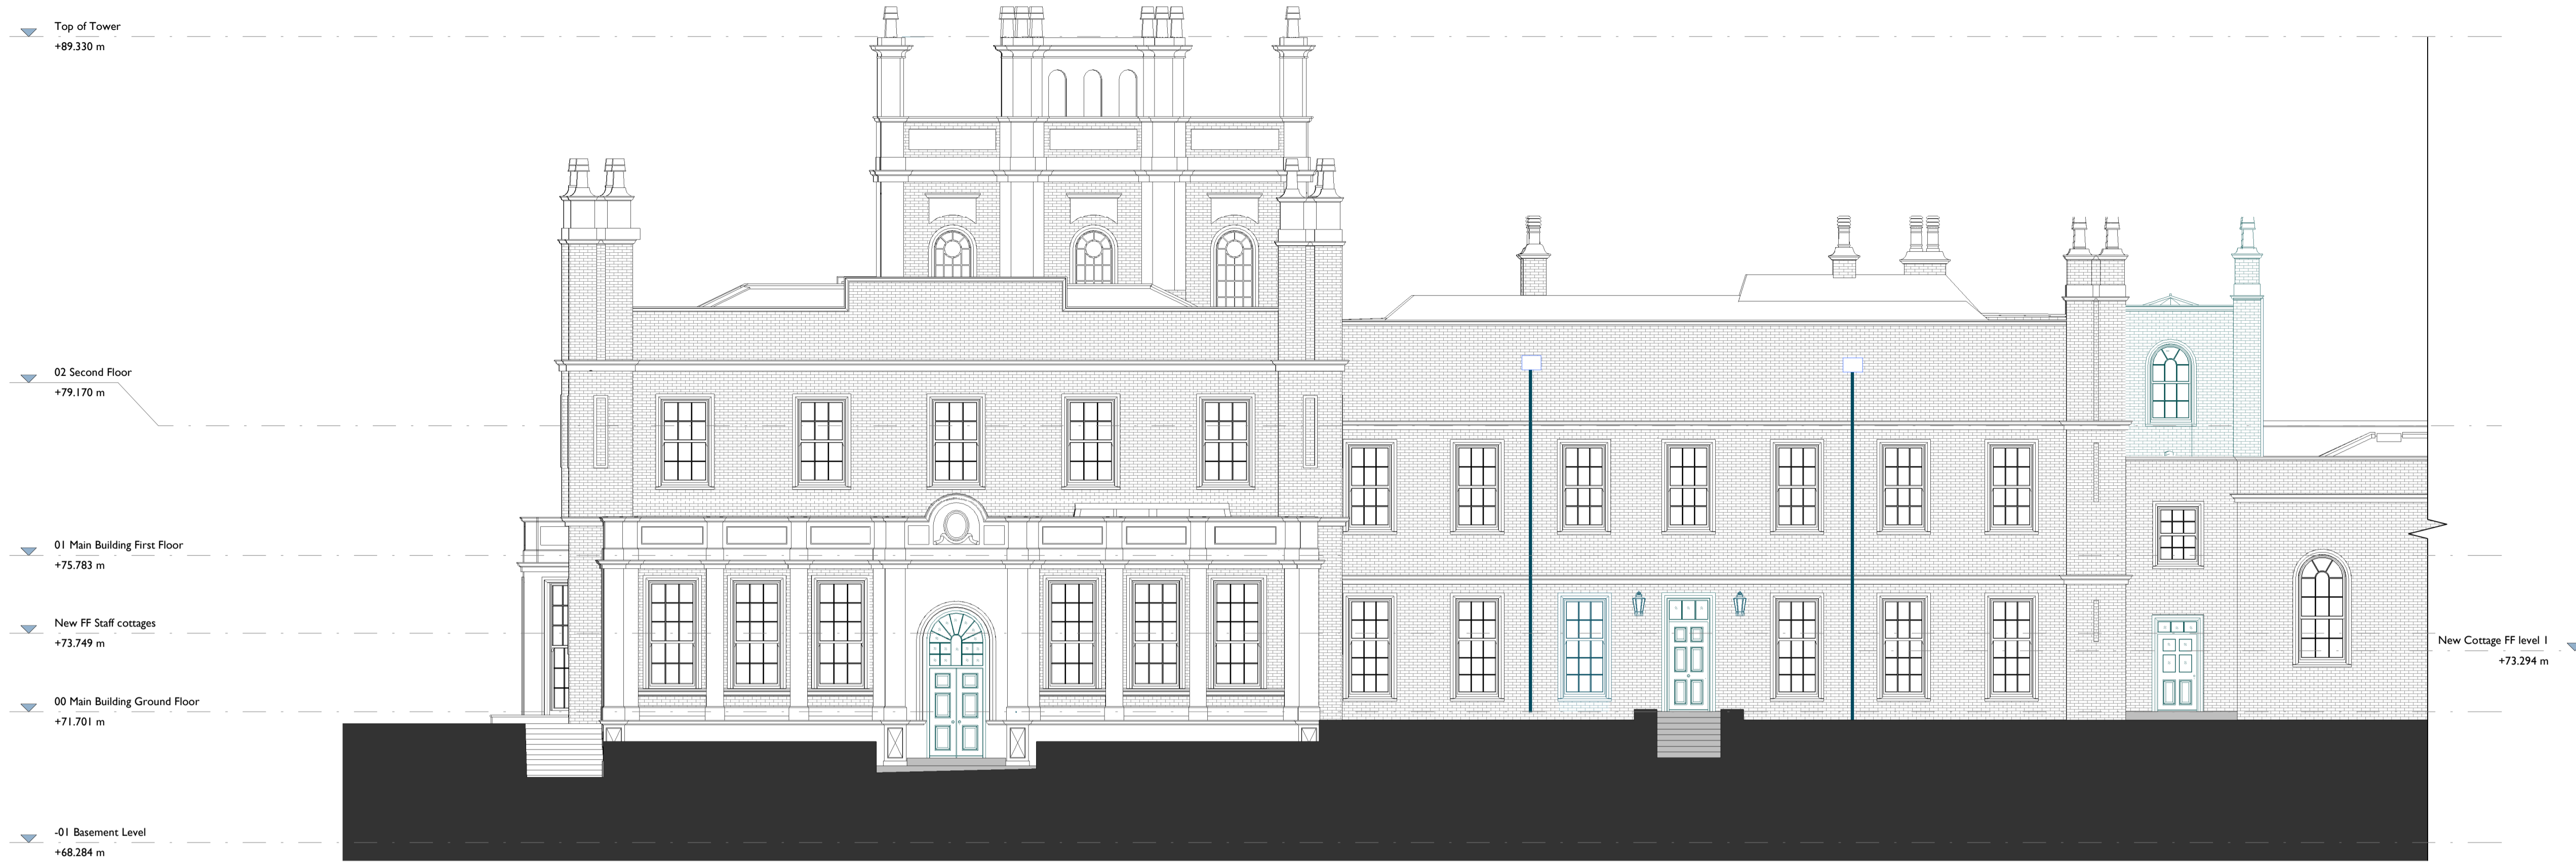 Top of Tower
+89.330 m
02 Second Floor
+79.170 m
01 Main Building First Floor
+75.783 m
New FF Staff cottages
+73.749 m
New Cottage FF level 1
+73.294 m
00 Main Building Ground Floor
+71.701 m
-01 Basement Level
+68.284 m